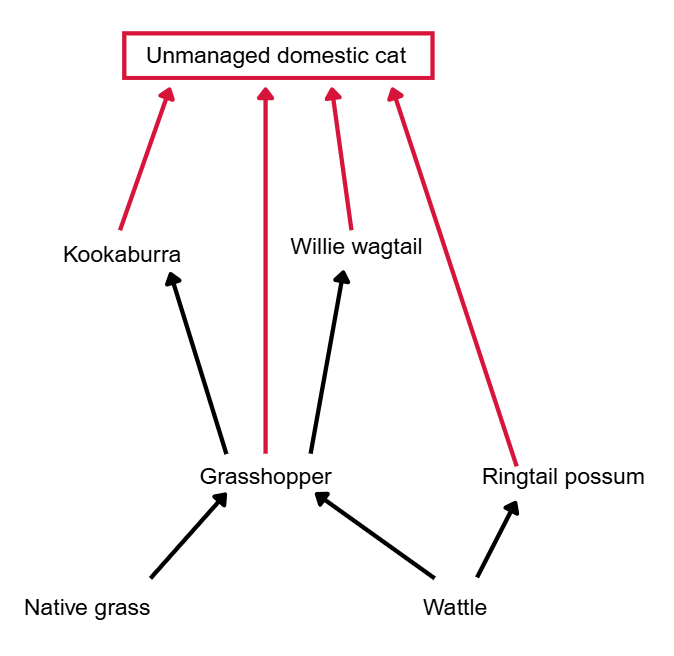 Unmanaged domestic cat
Kookaburra
Willie wagtail
Grasshopper
Ringtail possum
Native grass
Wattle